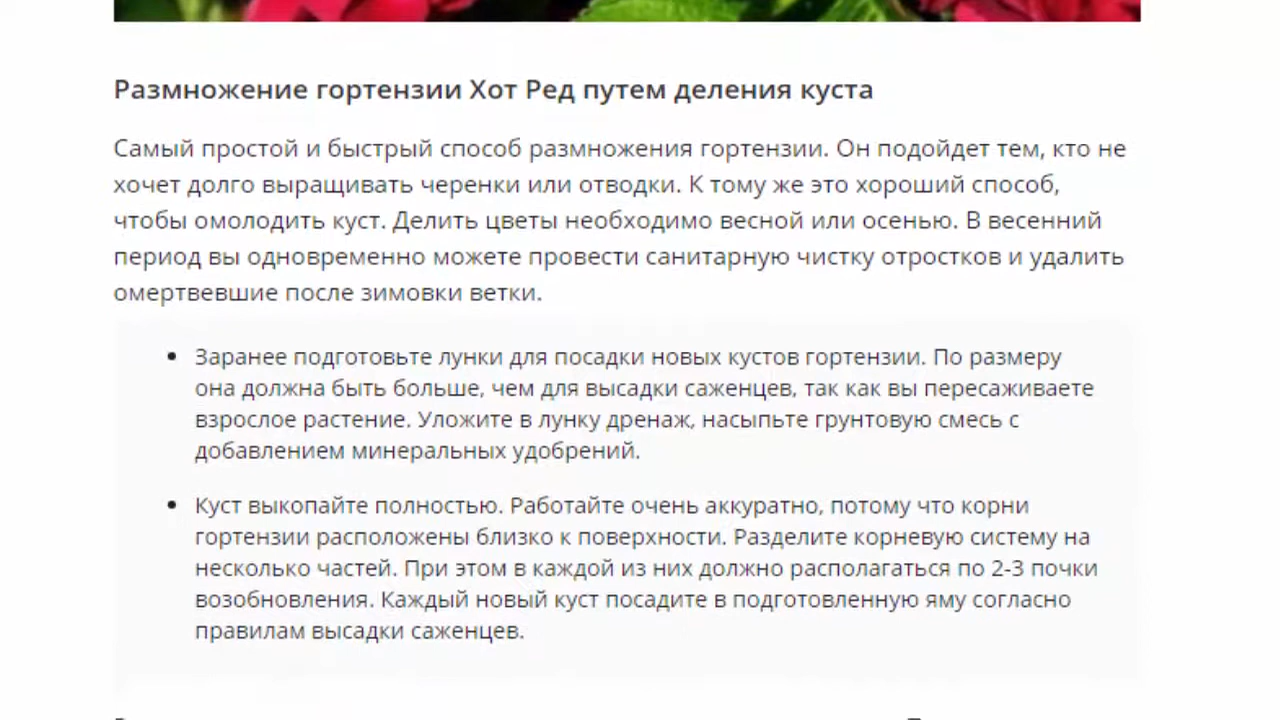 Размножение гортензии Хот Ред путем деления куста
Самый простой и быстрый способ размножения гортензии. Он подойдет тем, кто не
хочет долго выращивать черенки или отводки. К тому же это хороший способ,
чтобы омолодить куст. Делить цветы необходимо весной или осенью. В весенний
период вы одновременно можете провести санитарную чистку отростков и удалить
омертвевшие после зимовки ветки.
• Заранее подготовьте лунки для посадки новых кустов гортензии. По размеру
она должна быть больше, чем для высадки саженцев, так как вы пересаживаете
взрослое растение. Уложите в лунку дренаж, насыпьте грунтовую смесь с
добавлением минеральных удобрений.
• Куст выкопайте полностью. Работайте очень аккуратно, потому что корни
гортензии расположены близко к поверхности. Разделите корневую систему на
несколько частей. При этом в каждой из них должно располагаться по 2-3 почки
возобновления. Каждый новый куст посадите в подготовленную яму согласно
правилам высадки саженцев.